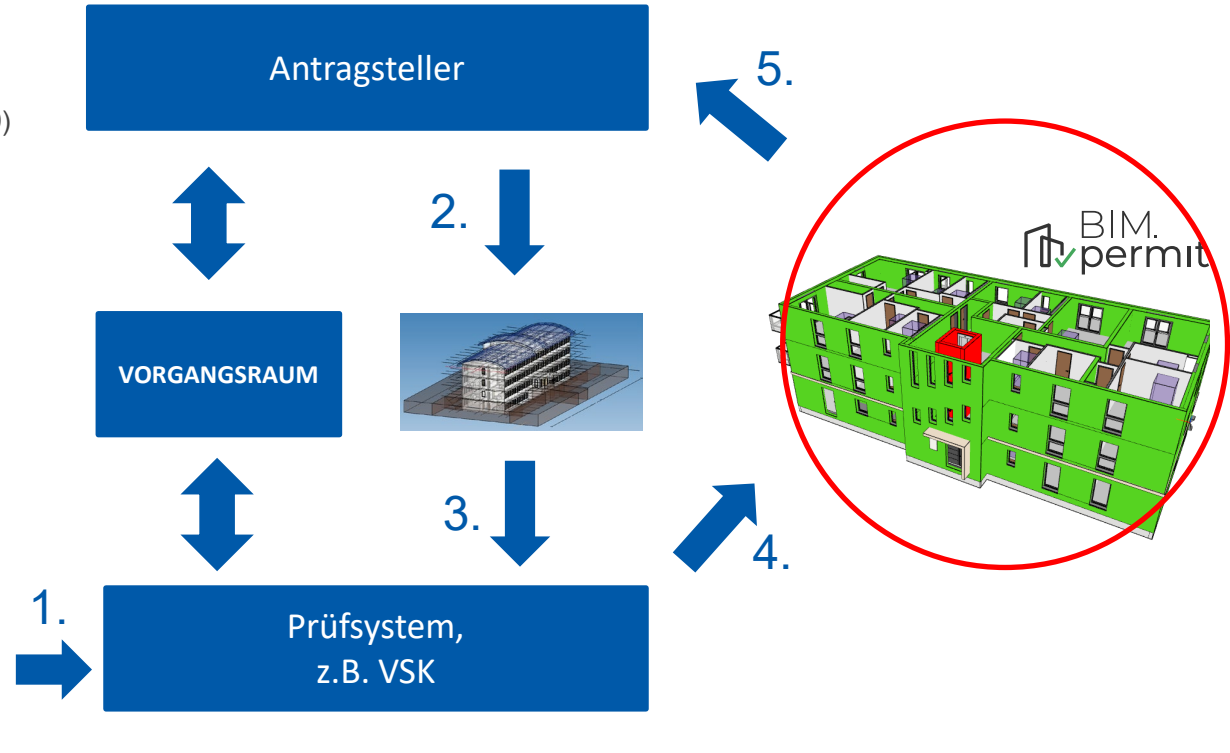 Antragsteller
5.
)
2.
BIM.
permit
VORGANGSRAUM
3.
4.
1.
Prüfsystem,
z.B. VSK